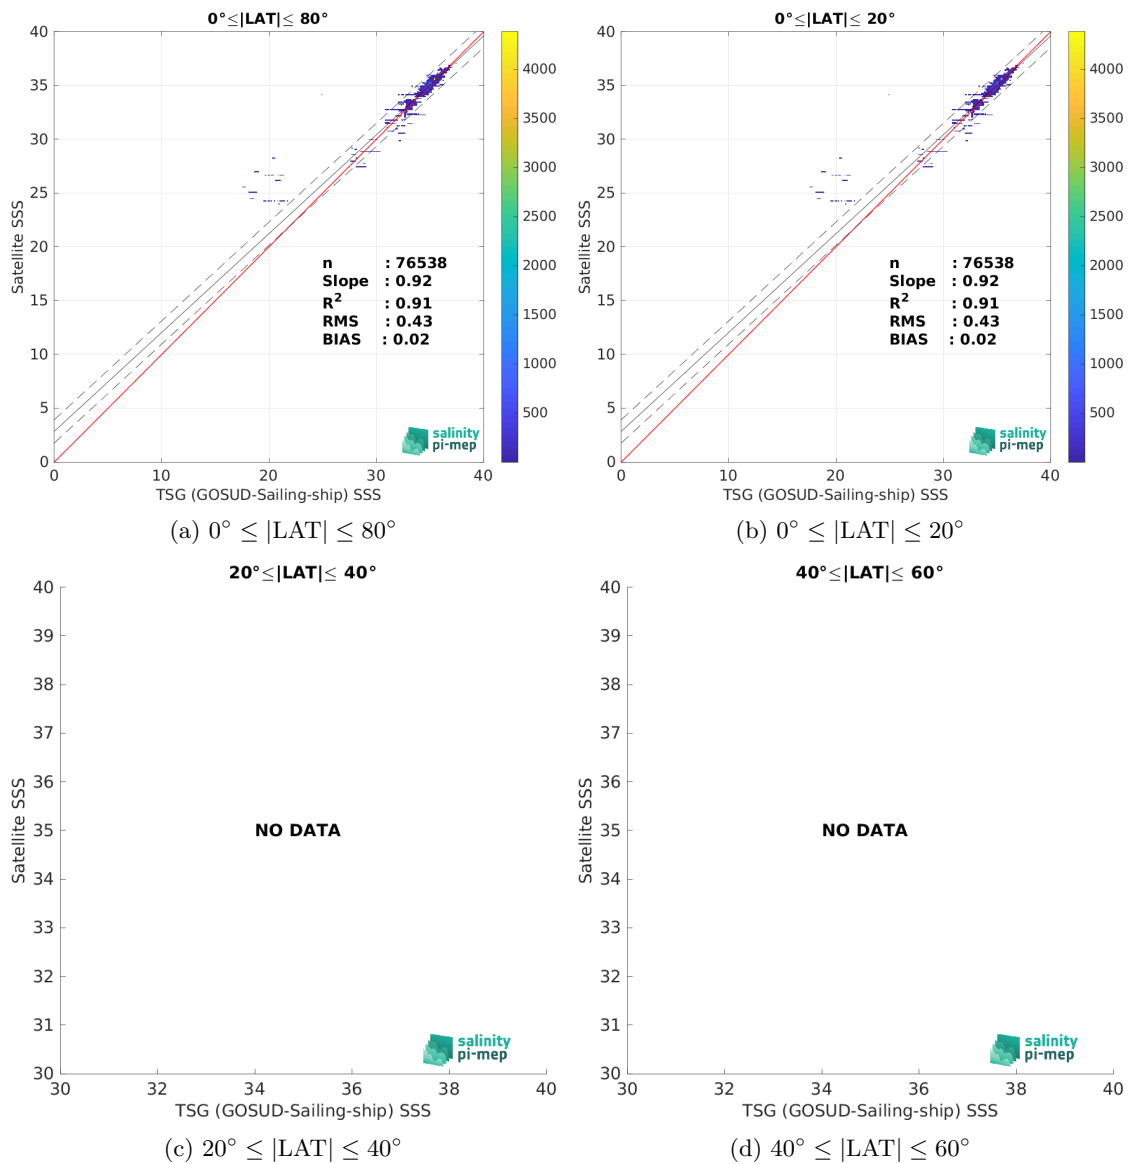 0°≤|LAT|≤ 80°
40
35
30
25
20
15
10
5
0
Satellite SSS
n : 76538
Slope : 0.92
R² : 0.91
RMS : 0.43
BIAS : 0.02
salinity
pi-mep
0 10 20 30 40
TSG (GOSUD-Sailing-ship) SSS
4000
3500
3000
2500
2000
1500
1000
500
(a) 0° ≤ |LAT| ≤ 80°
0°≤|LAT|≤ 20°
40
35
30
25
20
15
10
5
0
Satellite SSS
n : 76538
Slope : 0.92
R² : 0.91
RMS : 0.43
BIAS : 0.02
salinity
pi-mep
0 10 20 30 40
TSG (GOSUD-Sailing-ship) SSS
4000
3500
3000
2500
2000
1500
1000
500
(b) 0° ≤ |LAT| ≤ 20°
20°≤|LAT|≤ 40°
40
39
38
37
36
35
34
33
32
31
30
Satellite SSS
NO DATA
salinity
pi-mep
30 32 34 36 38 40
TSG (GOSUD-Sailing-ship) SSS
(c) 20° ≤ |LAT| ≤ 40°
40°≤|LAT|≤ 60°
40
39
38
37
36
35
34
33
32
31
30
Satellite SSS
NO DATA
salinity
pi-mep
30 32 34 36 38 40
TSG (GOSUD-Sailing-ship) SSS
(d) 40° ≤ |LAT| ≤ 60°